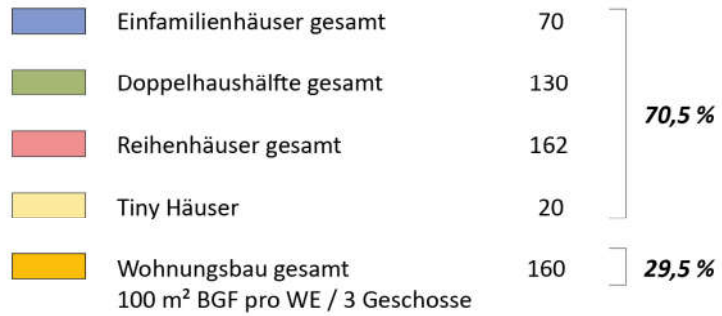 Einfamilienhäuser gesamt 70
Doppelhaushälfte gesamt 130
70,5 %
Reihenhäuser gesamt 162
Tiny Häuser 20
Wohnungsbau gesamt 160 29,5 %
100 m² BGF pro WE / 3 Geschosse